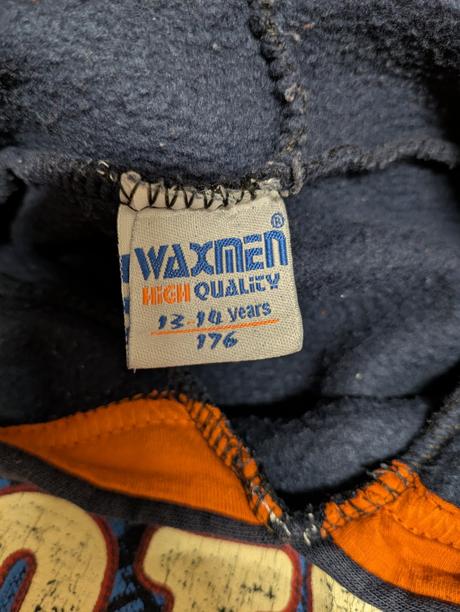 WAXMEN®
HIGH QUALITY
13-14 Years
176